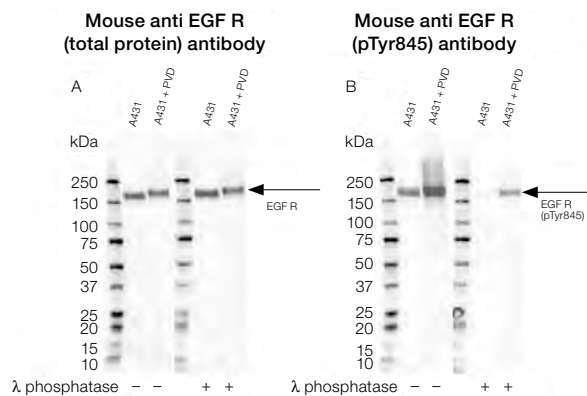 Mouse anti EGF R
(total protein) antibody
Mouse anti EGF R
(pTyr845) antibody
A
A431
A431 + PVD
A431
A431 + PVD
kDa
250
150
100
75
50
37
25
20
15
10
EGF R
λ phosphatase – – + +
B
A431
A431 + PVD
A431
A431 + PVD
kDa
250
150
100
75
50
37
25
20
15
10
EGF R
(pTyr845)
λ phosphatase – – + +